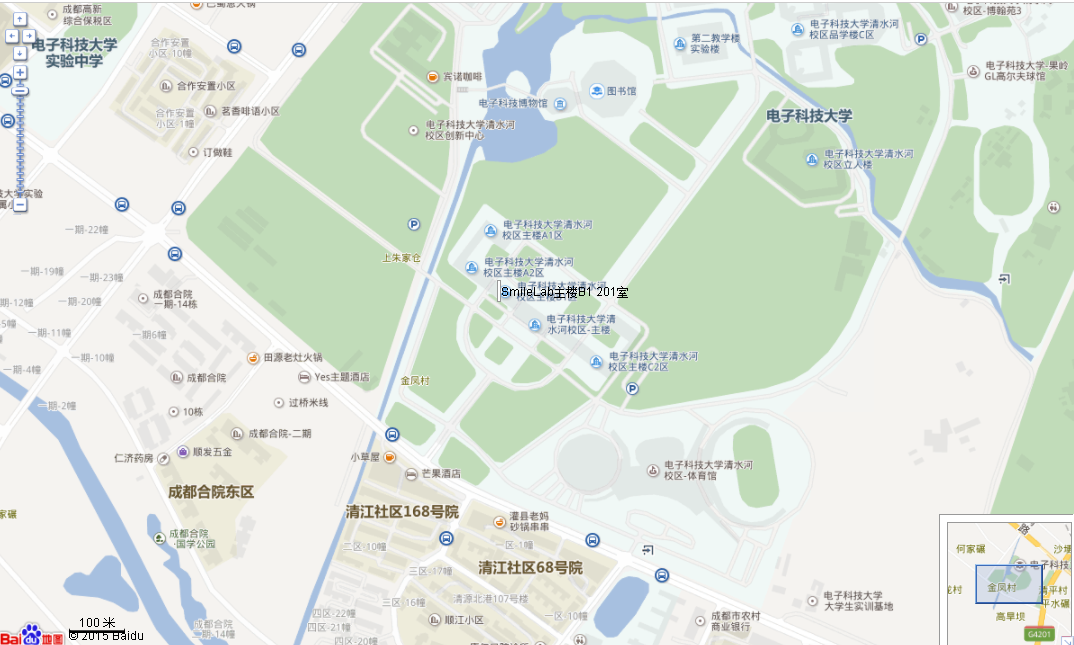 成都高新
综合保税区
电子科技大学
实验中学
合作安置
小区-10幢
合作安置小区
茗香啡语小区
合作安置
小区-1幢
订做鞋
宾诺咖啡
电子科技博物馆
图书馆
电子科技大学清水河
校区创新中心
第二教学楼
实验楼
电子科技大学清水河
校区品学楼C区
校区-博翰苑3
电子科技大学-果岭
GL高尔夫球馆
电子科技大学
电子科技大学清水河
校区立人楼
一期-22幢
一期-19幢
一期-23幢
一期-20幢
一期-11幢
一期6幢
一期-10幢
一期-4幢
一期-2幢
成都合院
一期-14栋
上朱家仓
电子科技大学清水河
校区主楼A1区
电子科技大学清水河
校区主楼A2区
SmileLab主楼B1 201室
电子科技大学清
水河校区-主楼
电子科技大学清水河
校区主楼C2区
田源老灶火锅
Yes主题酒店
成都合院
过桥米线
10栋
成都合院-二期
金凤村
仁济药房
顺发五金
成都合院东区
小草屋
芒果酒店
清江社区168号院
灌县老妈
砂锅串串
电子科技大学清水河
校区-体育馆
何家碾
成都合院
-国学公园
二区-10幢
一区-1幢
清江社区68号院
三区-17幢
三区-16幢
清源北港107号楼
四区-22幢
四区-21幢
四区-20幢
一区-10幢
顺江小区
成都合院
二期-14幢
成都市农村
商业银行
电子科技大学
大学生实训基地
何家碾
金凤村
高旱坝
清平村
平水碾
G4201
100 米
© 2015 Baidu
Bai du 地图